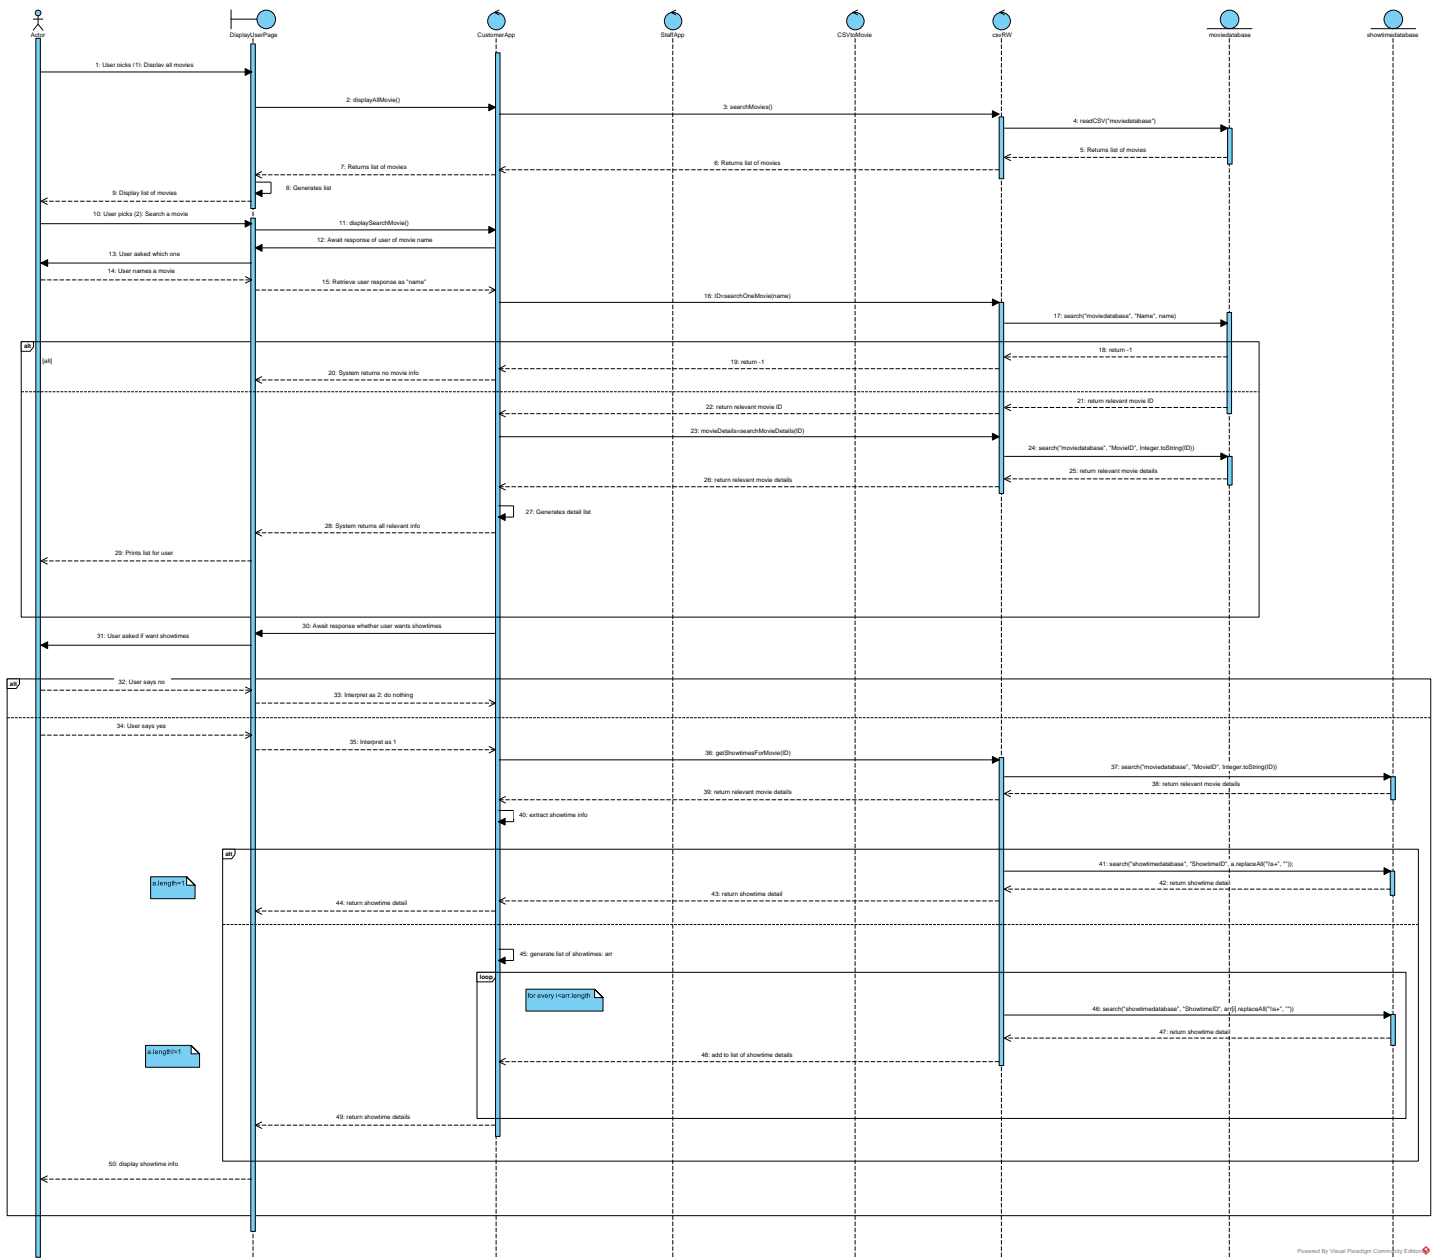 Actor
DisplayUserPage
CustomerApp
StaffApp
CSVtoMovie
csvRW
moviedatabase
showtimedatabase
1: User picks (1): Display all movies
2: displayAllMovie()
3: searchMovies()
4: readCSV("moviedatabase")
5: Returns list of movies
6: Returns list of movies
7: Returns list of movies
8: Generates list
9: Display list of movies
10: User picks (2): Search a movie
11: displaySearchMovie()
12: Await response of user of movie name
13: User asked which one
14: User names a movie
15: Retrieve user response as "name"
16: ID=searchOneMovie(name)
17: search("moviedatabase", "Name", name)
alt
[alt]
18: return -1
19: return -1
20: System returns no movie info
21: return relevant movie ID
22: return relevant movie ID
23: movieDetails=searchMovieDetails(ID)
24: search("moviedatabase", "MovieID", Integer.toString(ID))
25: return relevant movie details
26: return relevant movie details
27: Generates detail list
28: System returns all relevant info
29: Prints list for user
30: Await response whether user wants showtimes
31: User asked if want showtimes
alt
32: User says no
33: Interpret as 2; do nothing
34: User says yes
35: Interpret as 1
36: getShowtimesForMovie(ID)
37: search("moviedatabase", "MovieID", Integer.toString(ID))
38: return relevant movie details
39: return relevant movie details
40: extract showtime info
alt
41: search("showtimedatabase", "ShowtimeID", a.replaceAll("\\s+", ""));
a.length=1
42: return showtime detail
43: return showtime detail
44: return showtime detail
45: generate list of showtimes: arr
loop
for every i<arr.length
46: search("showtimedatabase", "ShowtimeID", arr[i].replaceAll("\\s+", ""))
47: return showtime detail
a.length!=1
48: add to list of showtime details
49: return showtime details
50: display showtime info
Powered By Visual Paradigm Community Edition